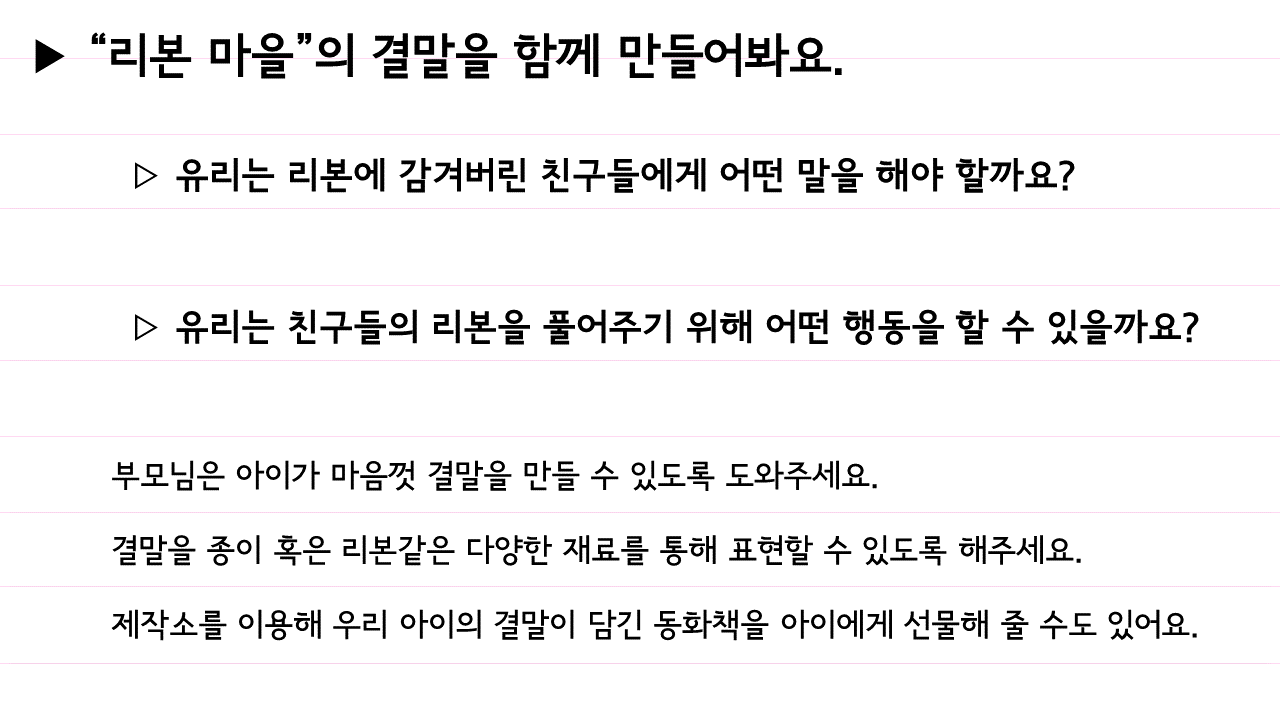 ▶ “리본 마을”의 결말을 함께 만들어봐요.
▷ 유리는 리본에 감겨버린 친구들에게 어떤 말을 해야 할까요?
▷ 유리는 친구들의 리본을 풀어주기 위해 어떤 행동을 할 수 있을까요?
부모님은 아이가 마음껏 결말을 만들 수 있도록 도와주세요.
결말을 종이 혹은 리본같은 다양한 재료를 통해 표현할 수 있도록 해주세요.
제작소를 이용해 우리 아이의 결말이 담긴 동화책을 아이에게 선물해 줄 수도 있어요.